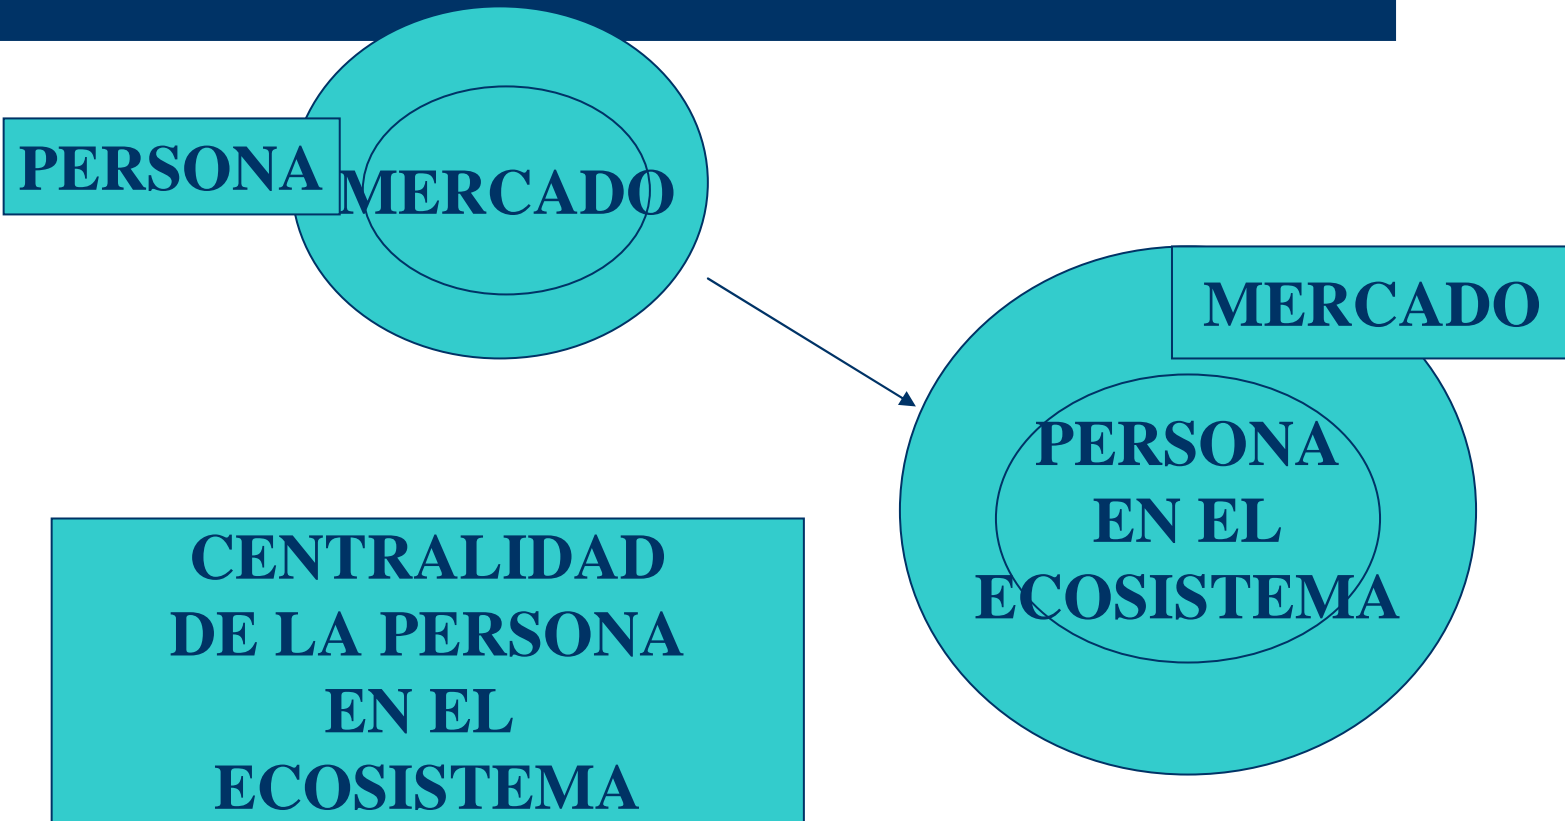 PERSONA
MERCADO
MERCADO
PERSONA
EN EL
ECOSISTEMA
CENTRALIDAD
DE LA PERSONA
EN EL
ECOSISTEMA